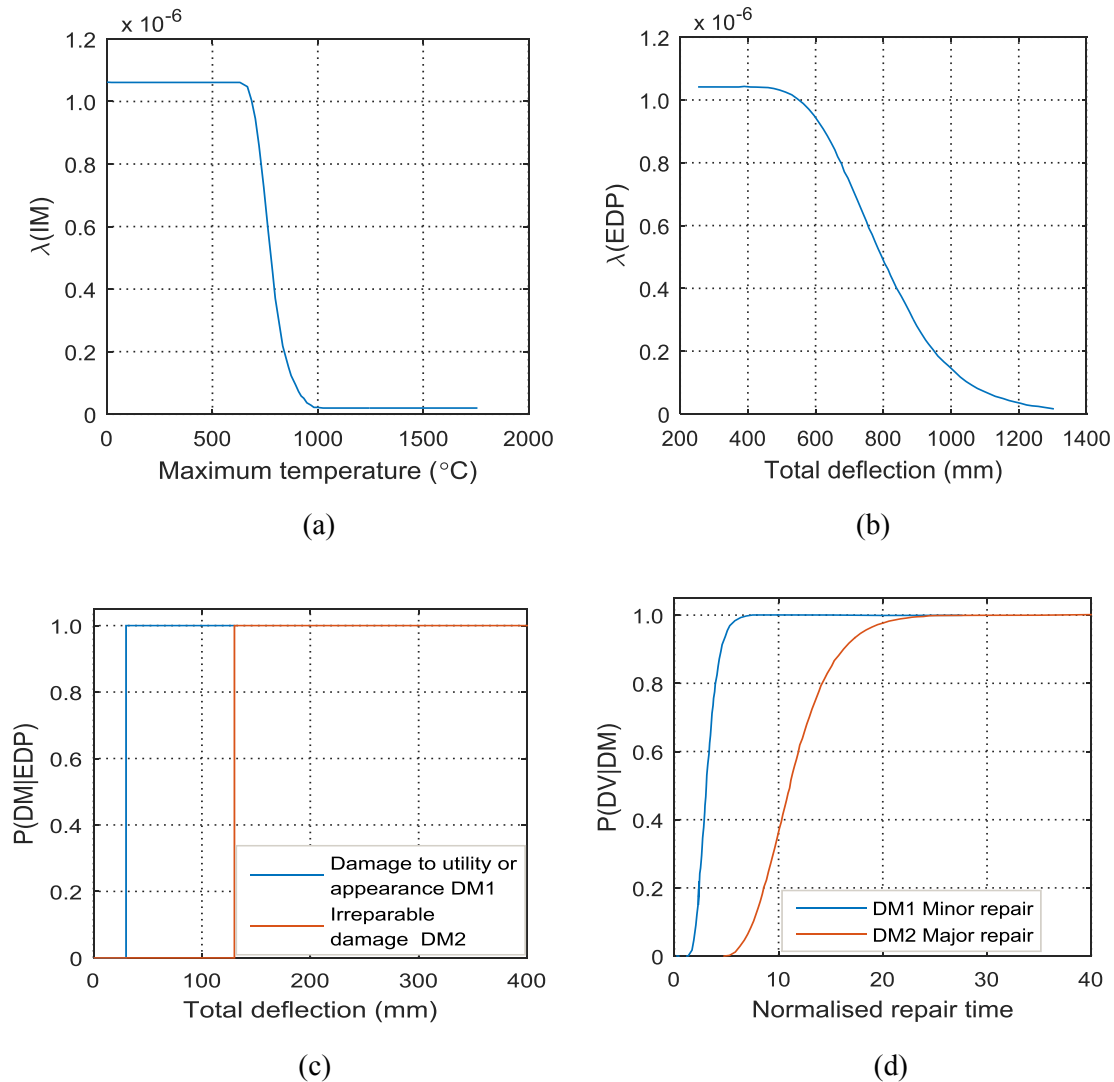 x 10-6
1.2
1.0
0.8
0.6
0.4
0.2
0
λ(IM)
0 500 1000 1500 2000
Maximum temperature (°C)
(a)
x 10-6
1.2
1.0
0.8
0.6
0.4
0.2
0
λ(EDP)
200 400 600 800 1000 1200 1400
Total deflection (mm)
(b)
1.0
0.8
0.6
0.4
0.2
0
P(DM|EDP)
Damage to utility or
appearance DM1
Irreparable
damage DM2
0 100 200 300 400
Total deflection (mm)
(c)
1.0
0.8
0.6
0.4
0.2
0
P(DV|DM)
DM1 Minor repair
DM2 Major repair
0 10 20 30 40
Normalised repair time
(d)